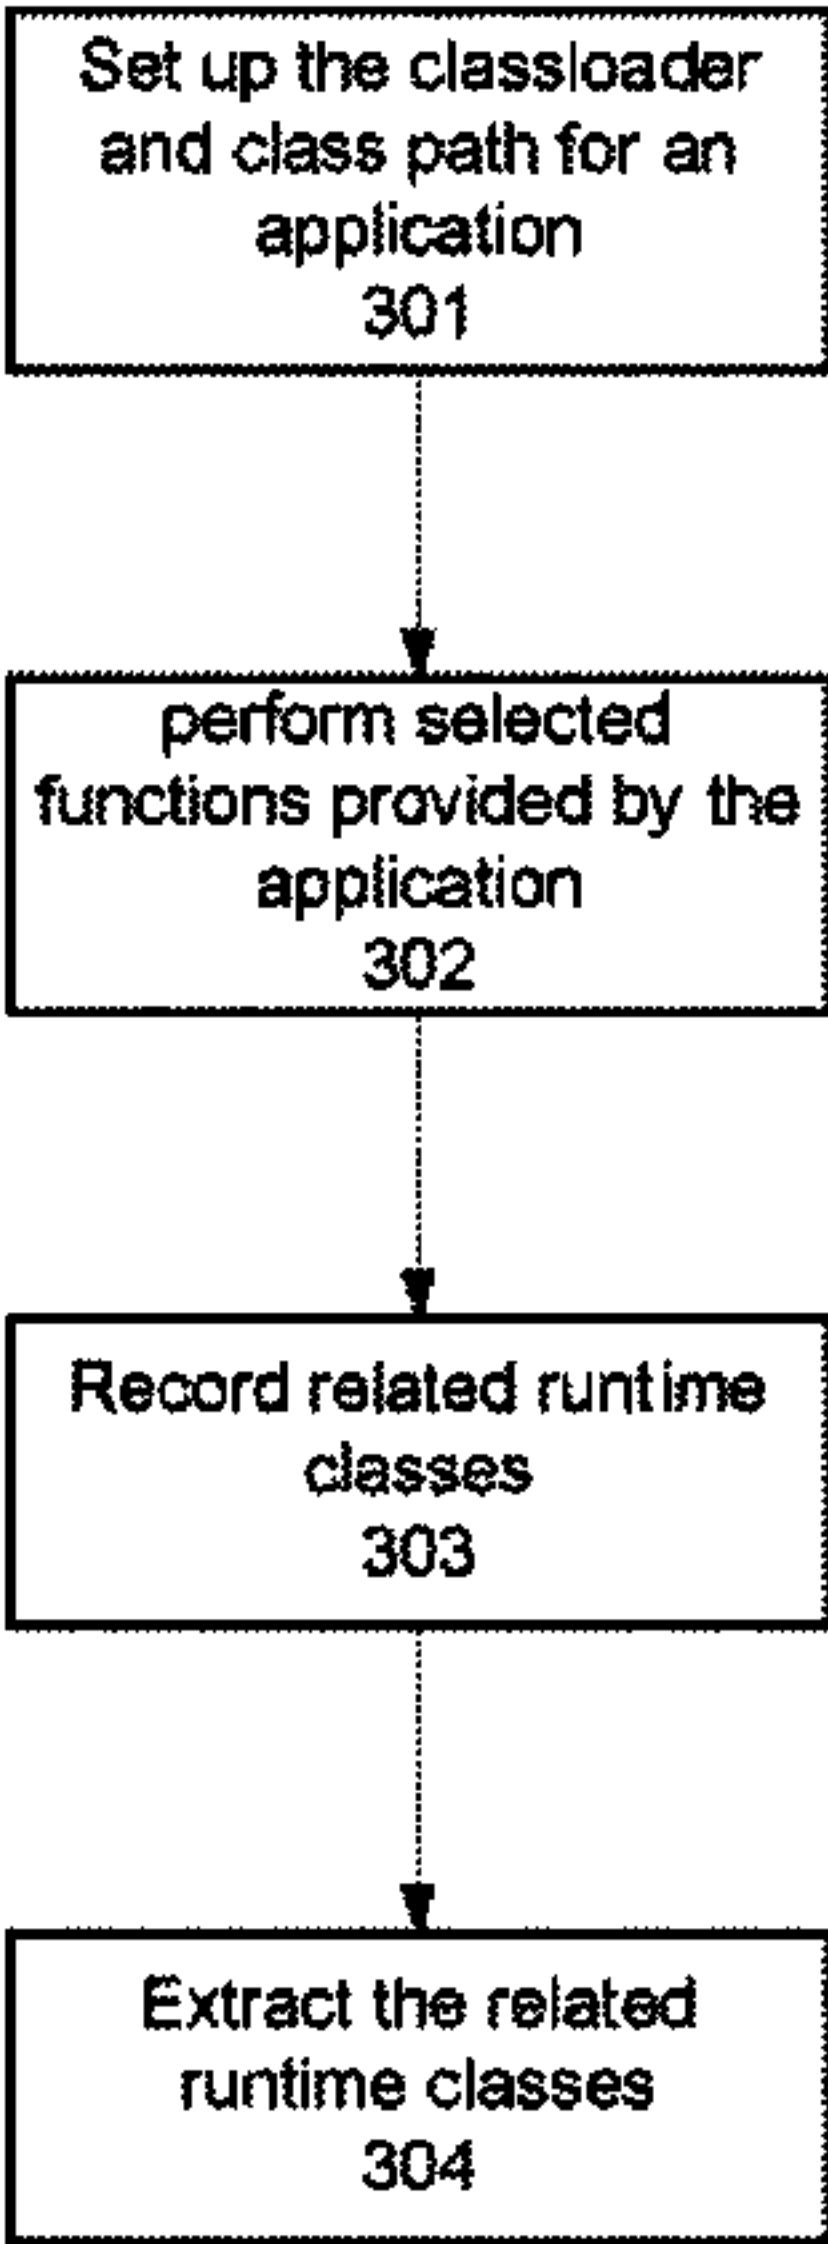 Set up the classloader
and class path for an
application
301
perform selected
functions provided by the
application
302
Record related runtime
classes
303
Extract the related
runtime classes
304